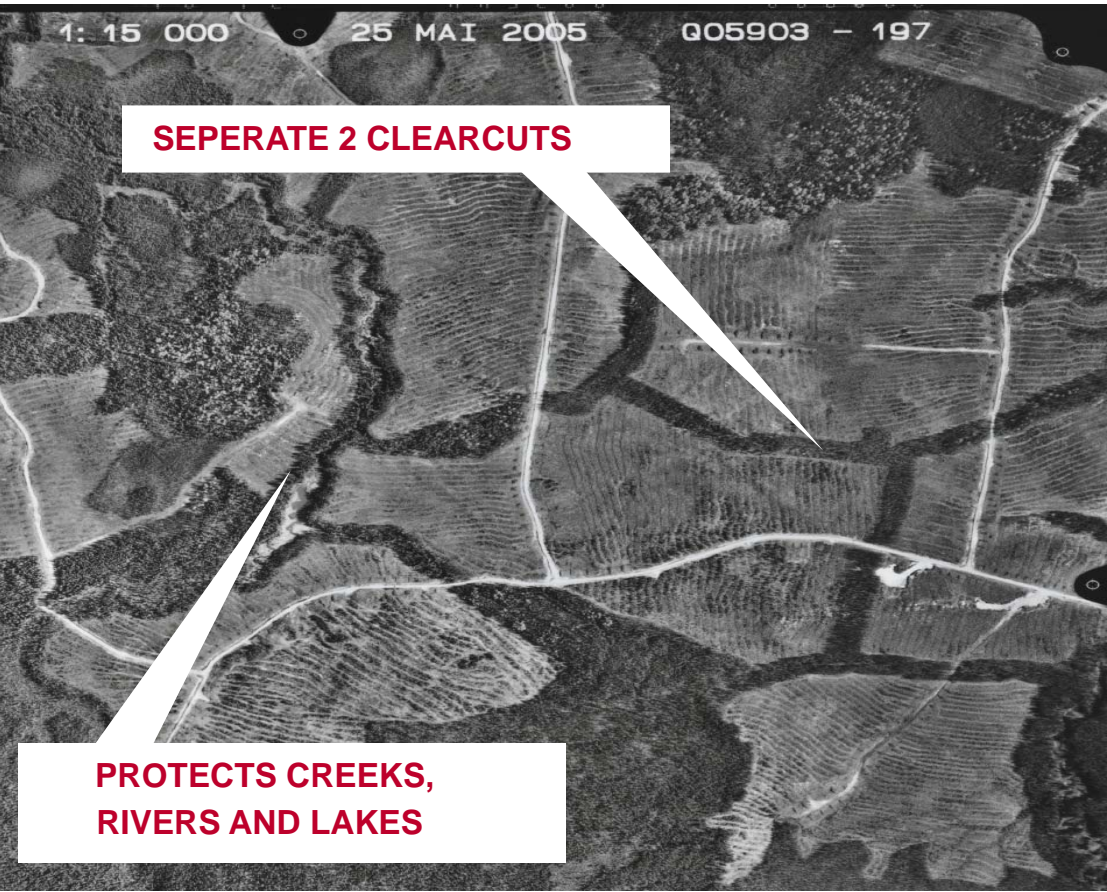 1: 15 000 25 MAI 2005 Q05903 - 197
SEPERATE 2 CLEARCUTS
PROTECTS CREEKS,
RIVERS AND LAKES